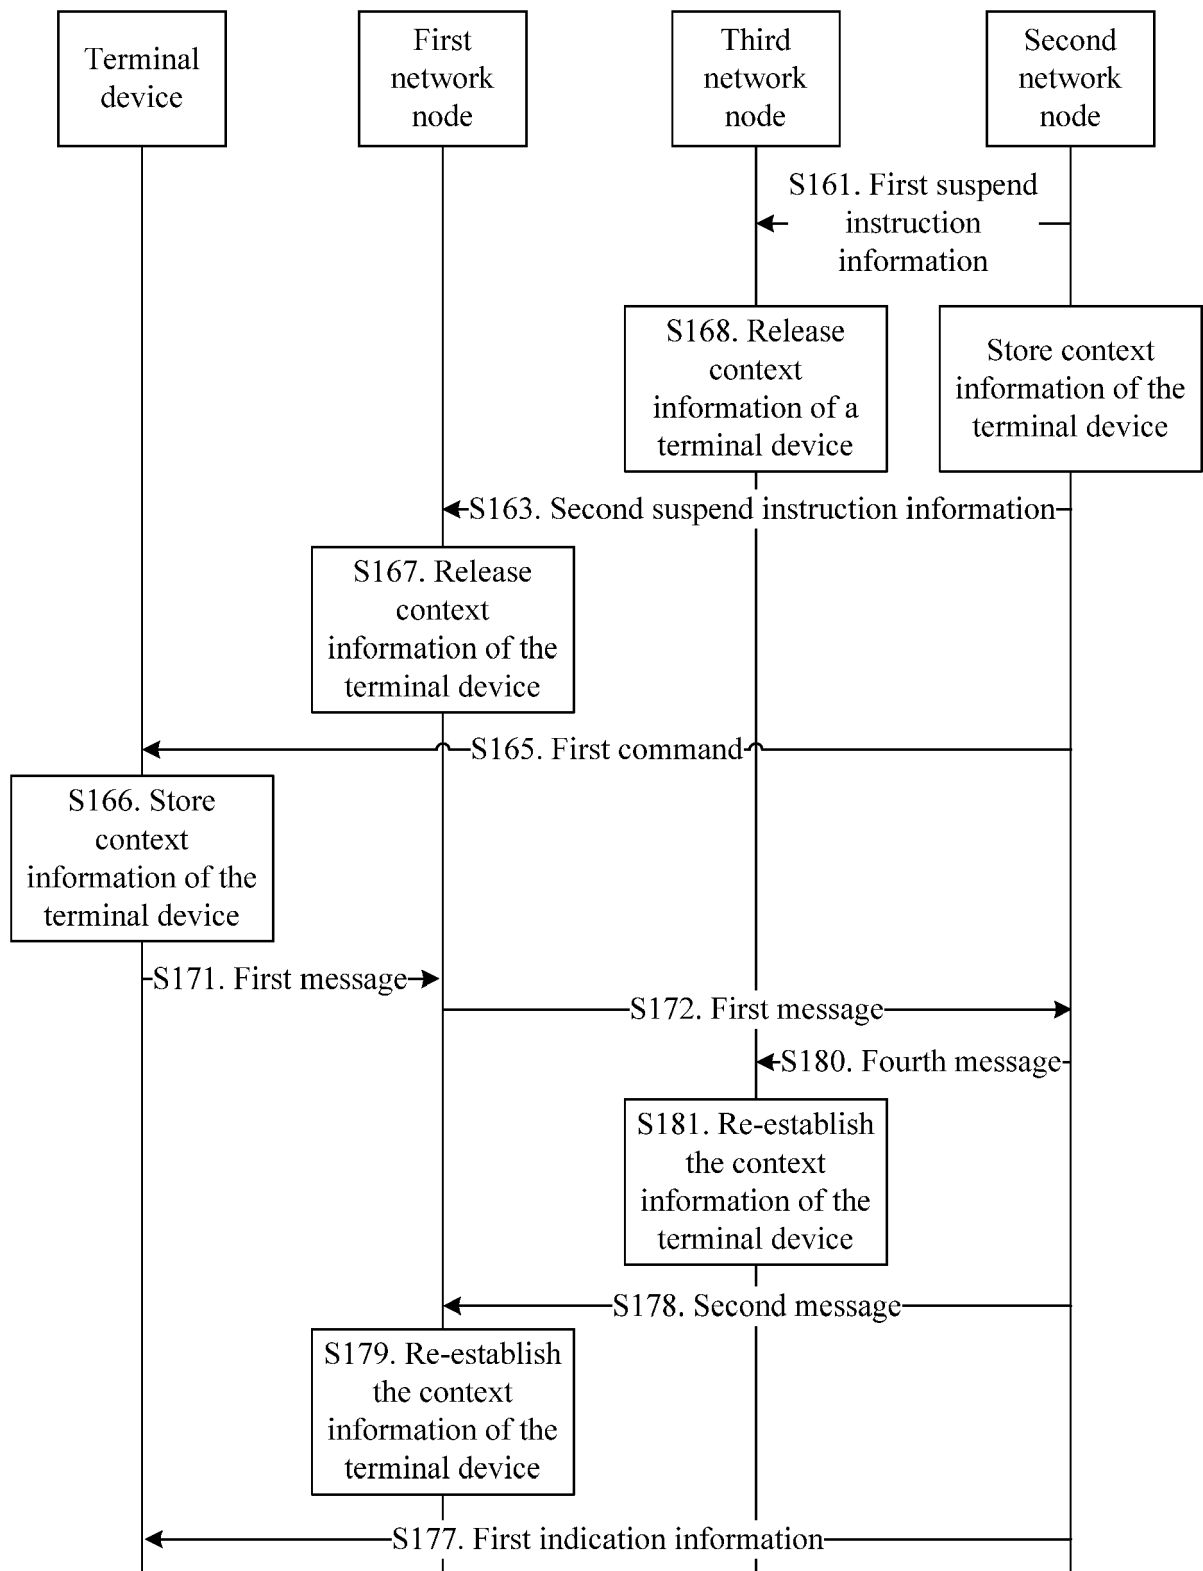 Terminal
device
First
network
node
Third
network
node
Second
network
node
S161. First suspend
instruction
information
S168. Release
context
information of a
terminal device
Store context
information of the
terminal device
S163. Second suspend instruction information
S167. Release
context
information of the
terminal device
S165. First command
S166. Store
context
information of the
terminal device
S171. First message
S172. First message
S180. Fourth message
S181. Re-establish
the context
information of the
terminal device
S178. Second message
S179. Re-establish
the context
information of the
terminal device
S177. First indication information